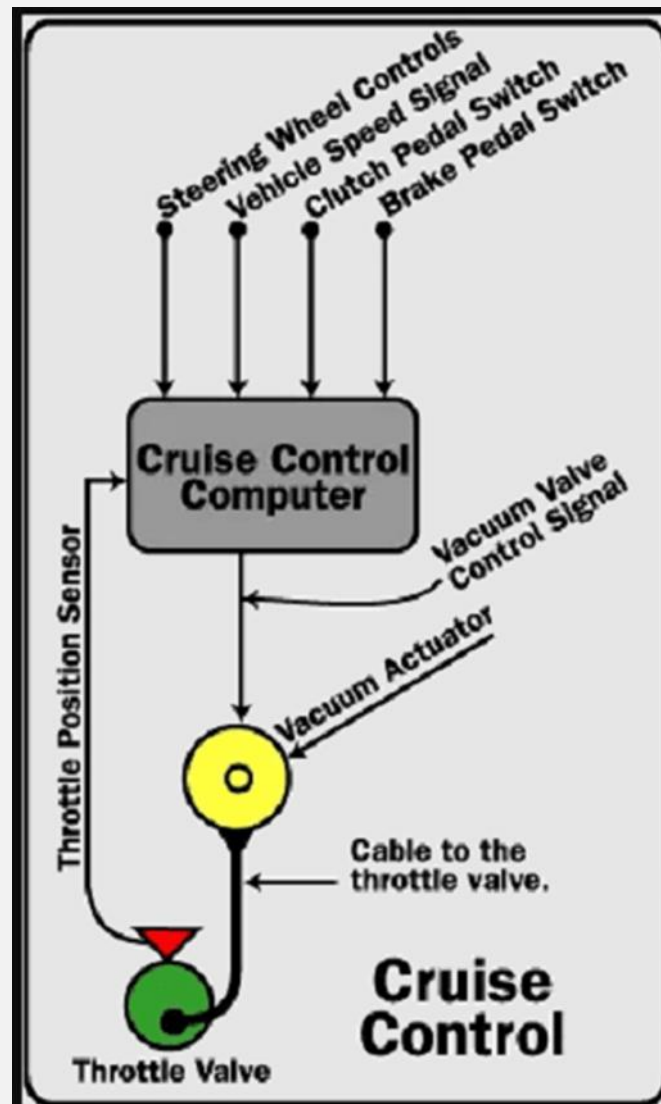 Steering Wheel Controls
Vehicle Speed Signal
Clutch Pedal Switch
Brake Pedal Switch
Cruise Control
Computer
Vacuum Valve
Control Signal
Throttle Position Sensor
Vacuum Actuator
Cable to the
throttle valve.
Cruise
Control
Throttle Valve